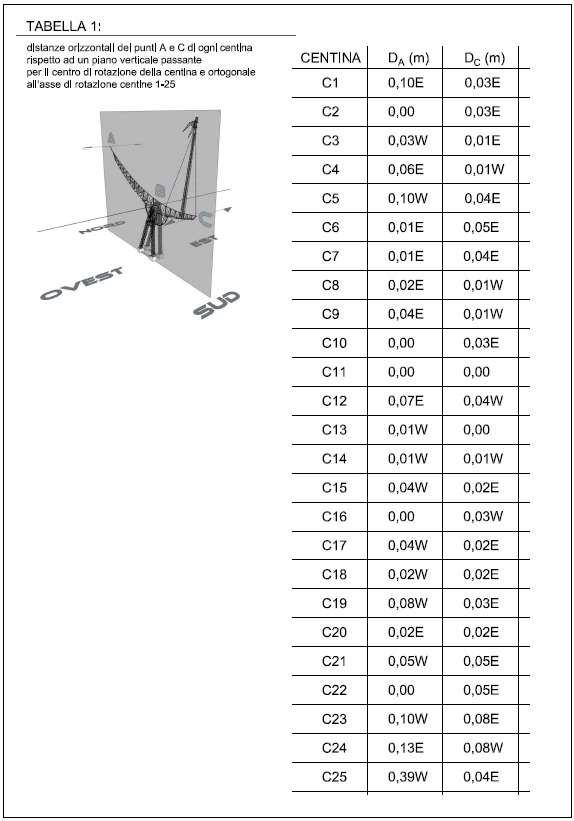 TABELLA 1:
distanze orizzontali dei punti A e C di ogni centina
rispetto ad un piano verticale passante
per il centro di rotazione della centina e ortogonale
all'asse di rotazione centine 1-25
A
B
C
NORD
EST
OVEST
SUD
CENTINA DA (m) DC (m)
C1 0,10E 0,03E
C2 0,00 0,03E
C3 0,03W 0,01E
C4 0,06E 0,01W
C5 0,10W 0,04E
C6 0,01E 0,05E
C7 0,01E 0,04E
C8 0,02E 0,01W
C9 0,04E 0,01W
C10 0,00 0,03E
C11 0,00 0,00
C12 0,07E 0,04W
C13 0,01W 0,00
C14 0,01W 0,01W
C15 0,04W 0,02E
C16 0,00 0,03W
C17 0,04W 0,02E
C18 0,02W 0,02E
C19 0,08W 0,03E
C20 0,02E 0,02E
C21 0,05W 0,05E
C22 0,00 0,05E
C23 0,10W 0,08E
C24 0,13E 0,08W
C25 0,39W 0,04E